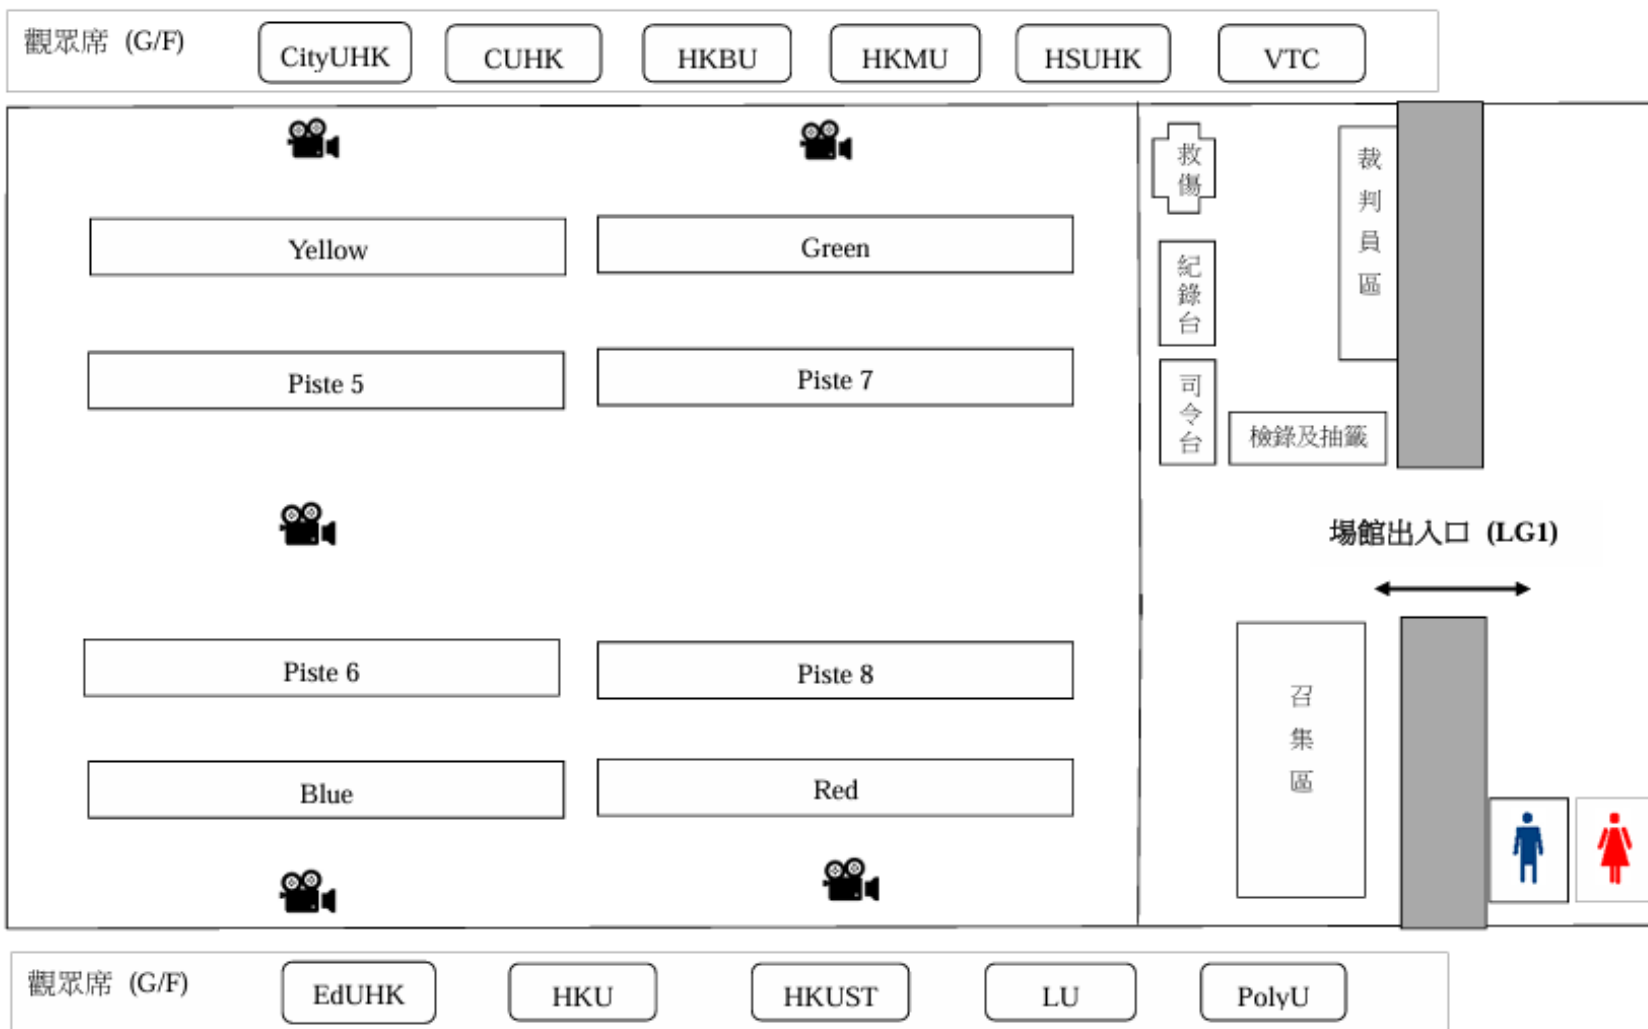 觀眾席 (G/F)
CityUHK
CUHK
HKBU
HKMU
HSUHK
VTC
救傷
裁判員區
Yellow
Green
紀錄台
Piste 5
Piste 7
司令台
檢錄及抽籤
場館出入口 (LG1)
Piste 6
Piste 8
召集區
Blue
Red
觀眾席 (G/F)
EdUHK
HKU
HKUST
LU
PolyU